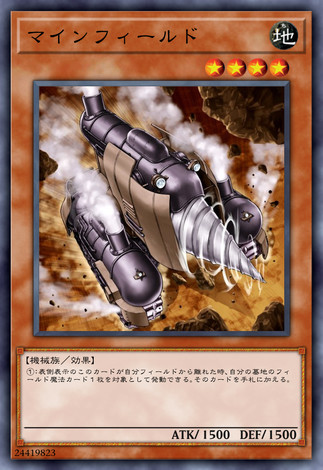 マインフィールド
地
【機械族／効果】
①：表側表示のこのカードが自分フィールドから離れた時、自分の墓地のフィ
ールド魔法カード１枚を対象として発動できる。そのカードを手札に加える。
ATK/ 1500 DEF/ 1500
24419823